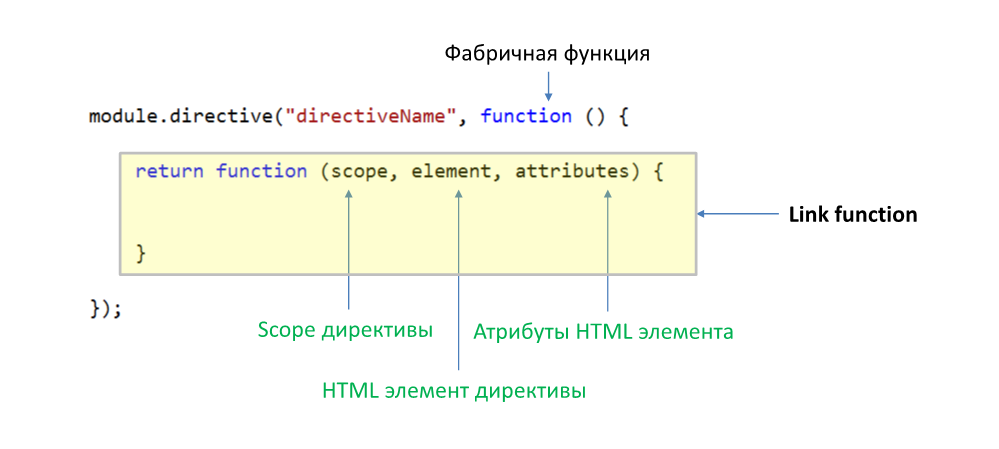 Фабричная функция
module.directive("directiveName", function () {
return function (scope, element, attributes) {
Link function
}
});
Scope директивы
Атрибуты HTML элемента
HTML элемент директивы